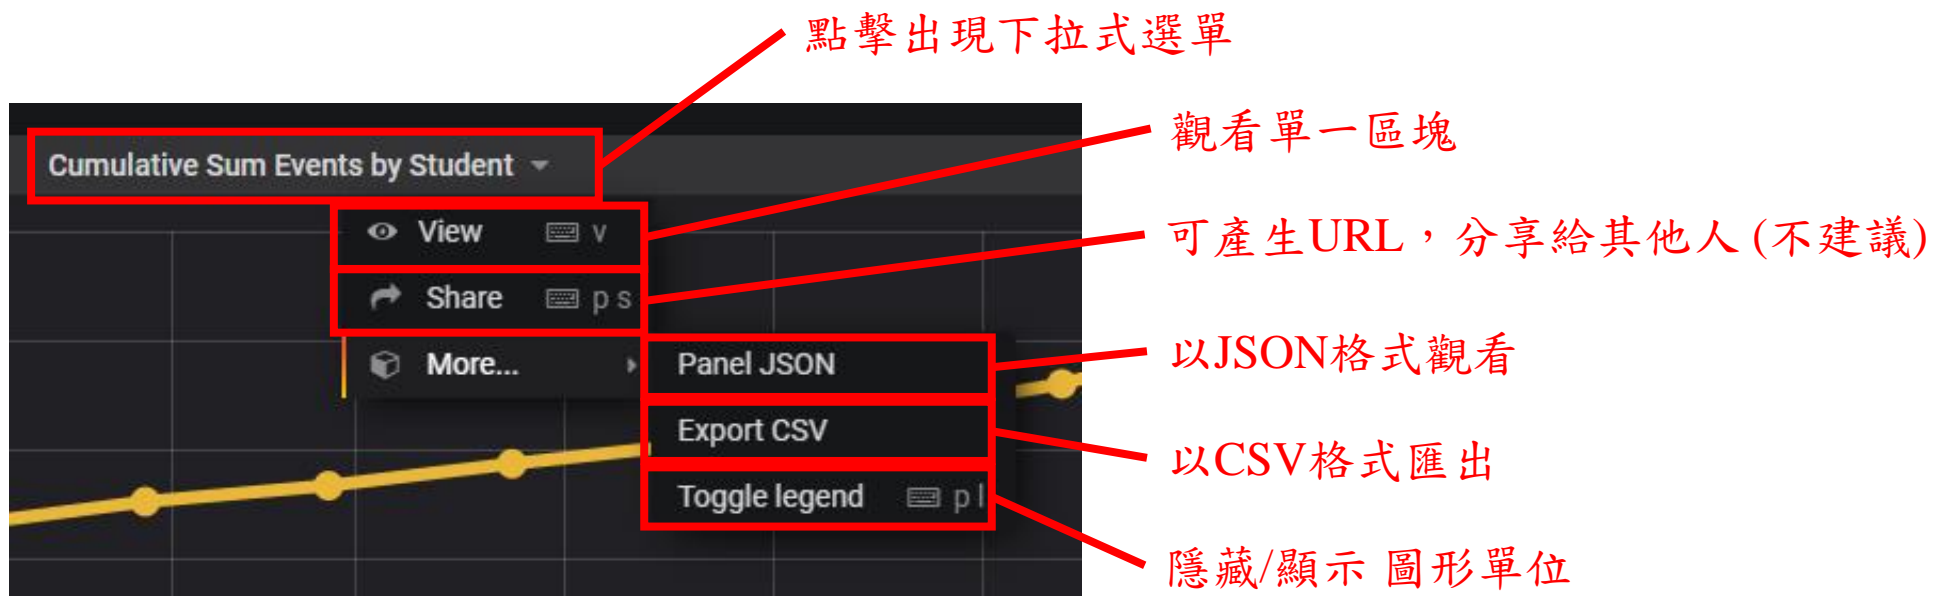 點擊出現下拉式選單
觀看單一區塊
Cumulative Sum Events by Student
View v
可產生URL，分享給其他人(不建議)
Share p s
More...
Panel JSON
以JSON格式觀看
Export CSV
以CSV格式匯出
Toggle legend p l
隱藏/顯示 圖形單位